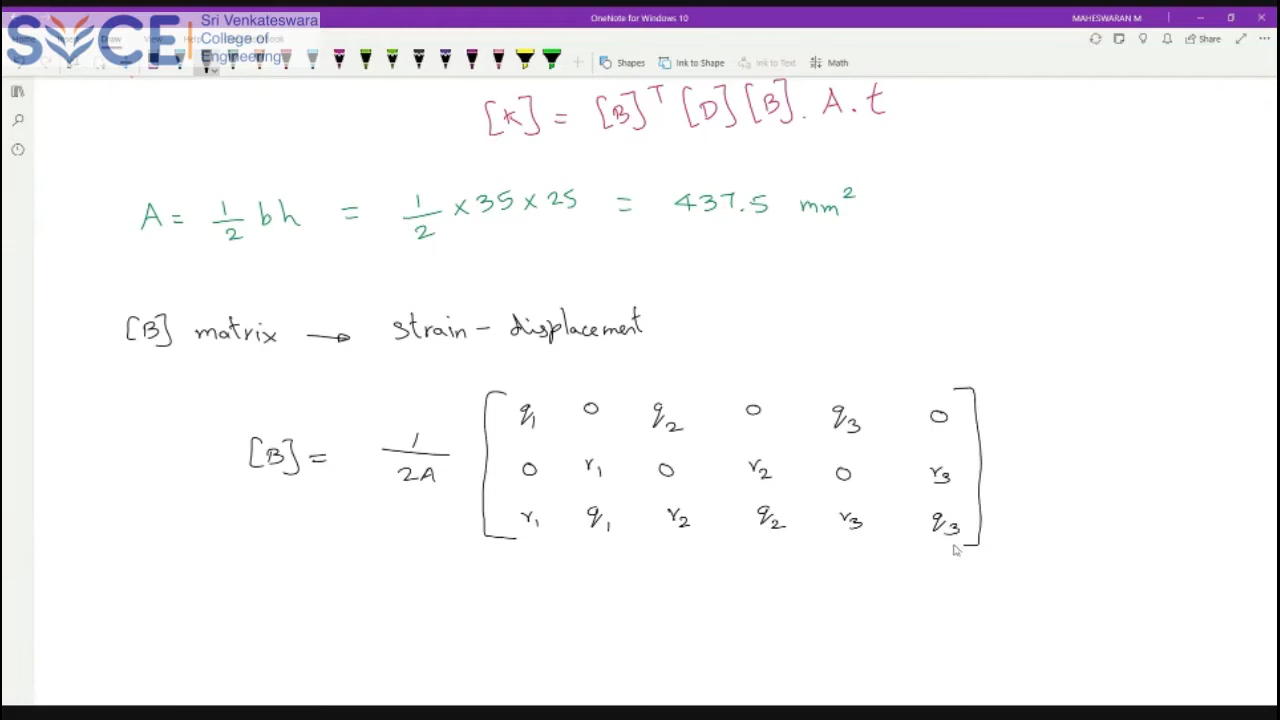 OneNote for Windows 10
MAHESWARAN M
Sri Venkateswara
SVCE College of
Engineering
Shapes Ink to Shape Ink to Text Math
Share
[K] = [B]ᵀ [D] [B] . A . t
A = 1/2 bh = 1/2 × 35 × 25 = 437.5 mm²
[B] matrix → strain - displacement
[B] = 1/2A [ q₁ 0 q₂ 0 q₃ 0
0 r₁ 0 r₂ 0 r₃
r₁ q₁ r₂ q₂ r₃ q₃ ]